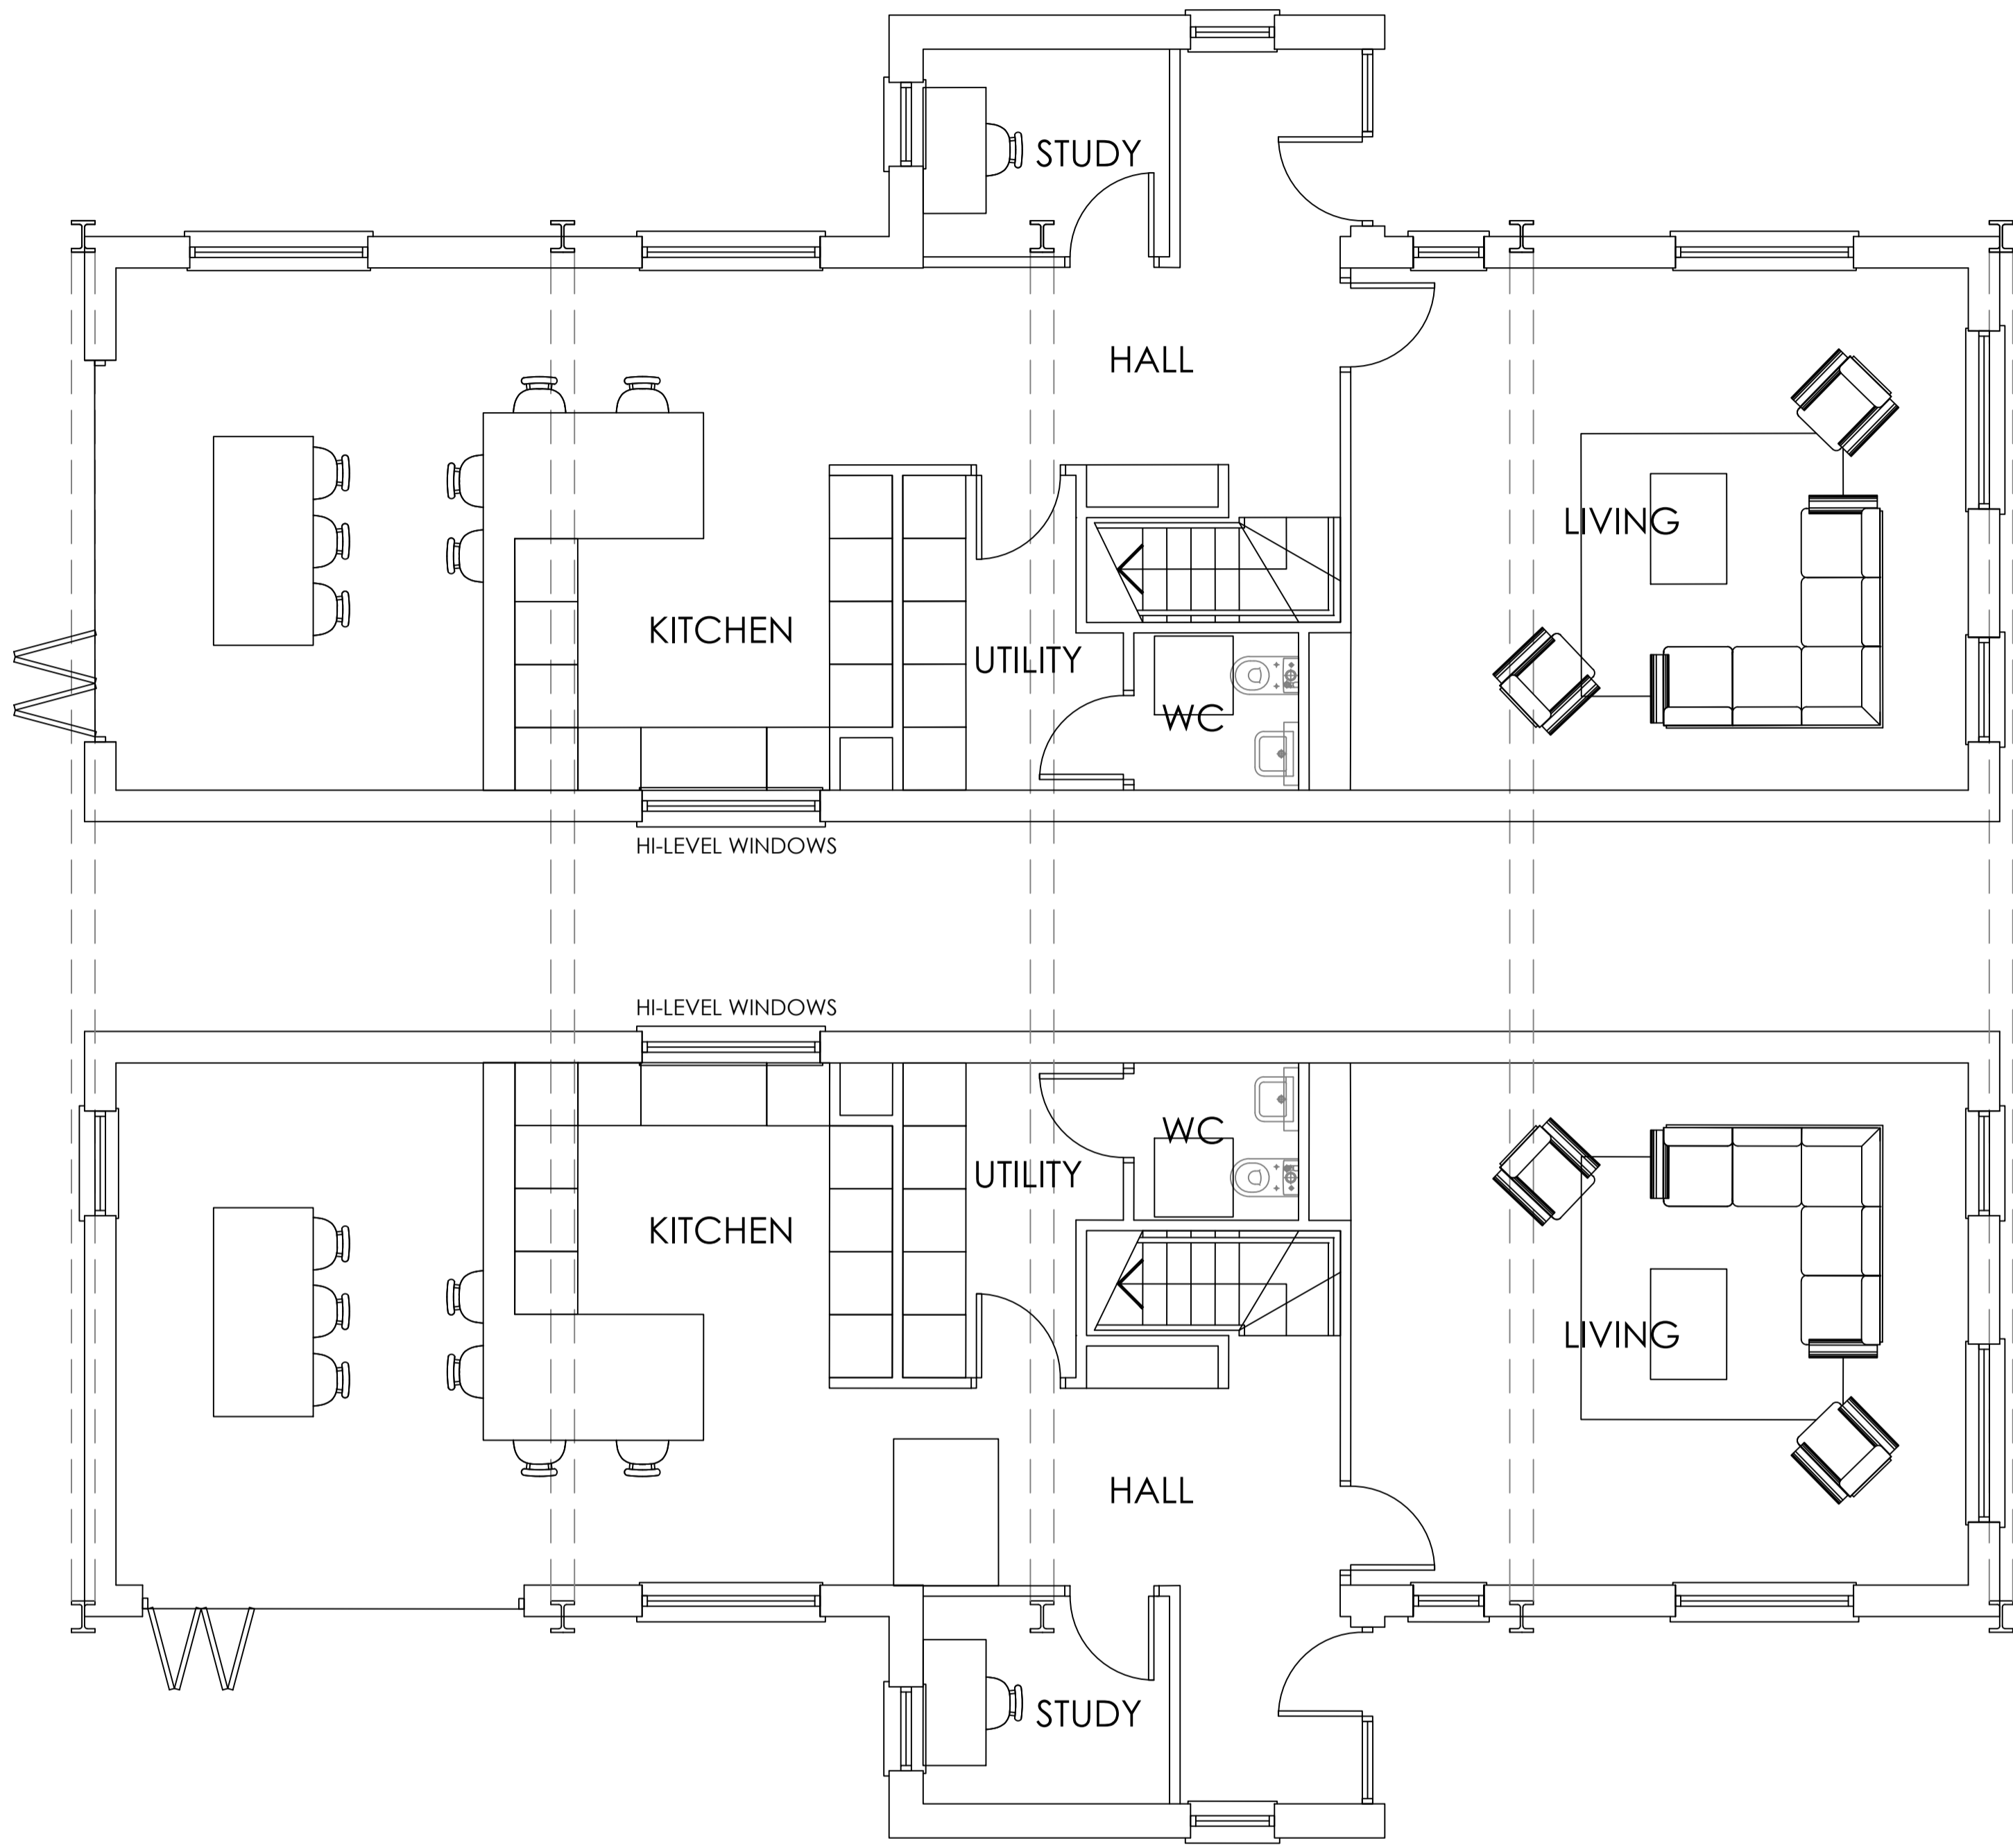 STUDY
HALL
LIVING
KITCHEN
UTILITY
WC
HI-LEVEL WINDOWS
HI-LEVEL WINDOWS
WC
UTILITY
KITCHEN
LIVING
HALL
STUDY